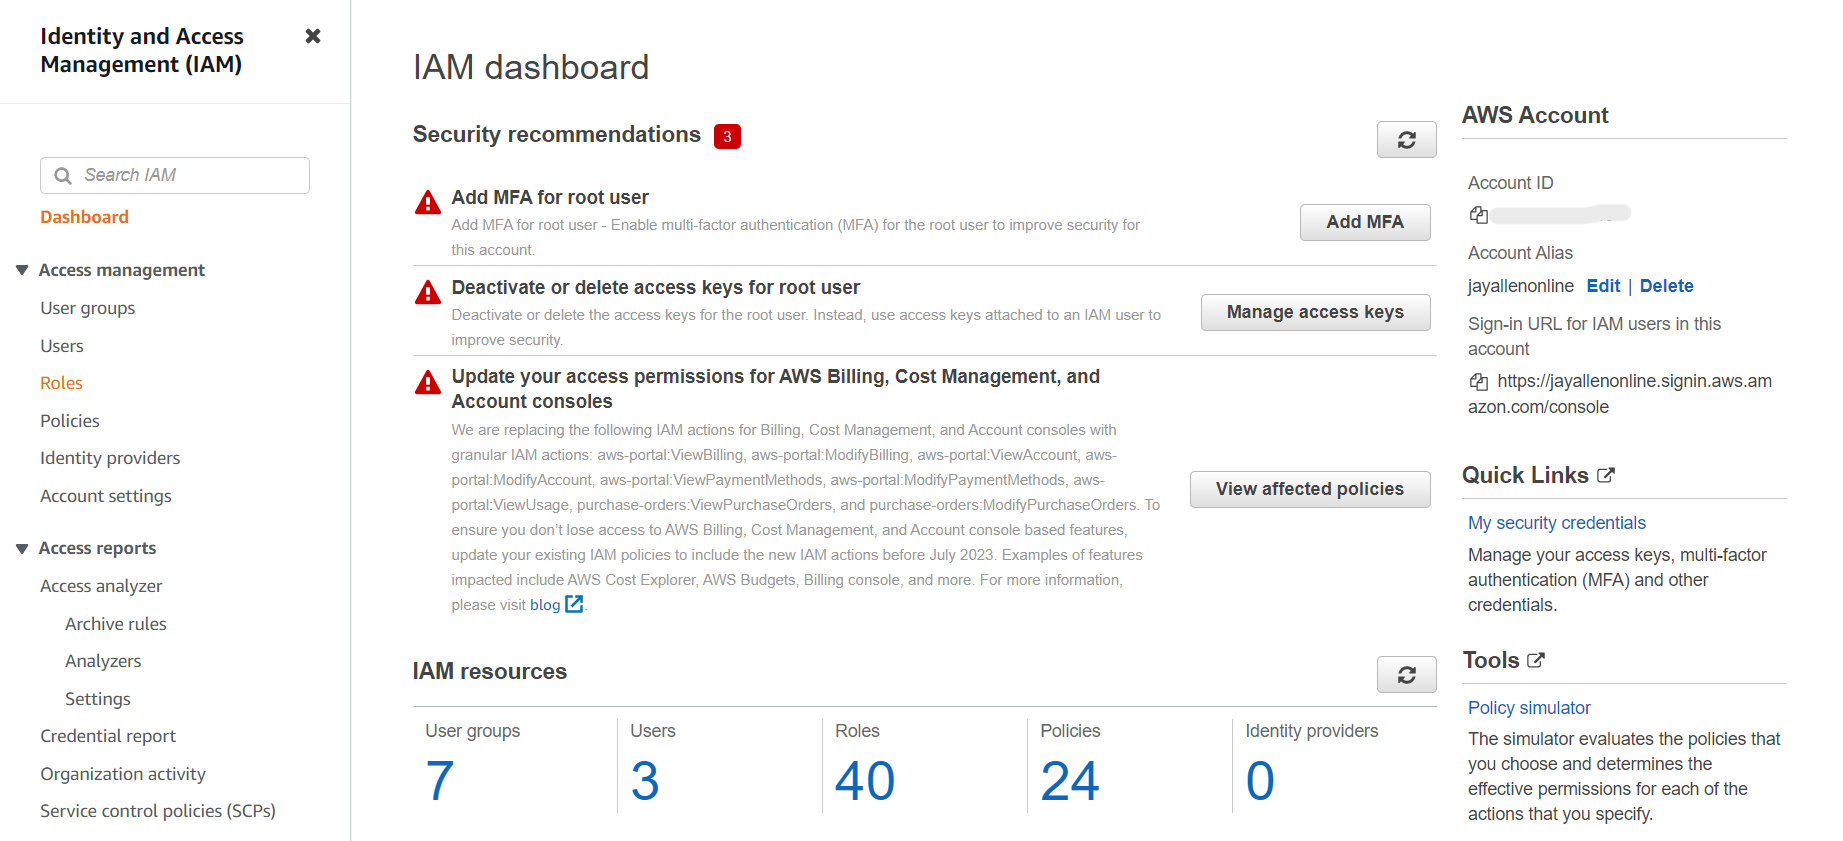 Identity and Access
Management (IAM)
Search IAM
Dashboard
Access management
User groups
Users
Roles
Policies
Identity providers
Account settings
Access reports
Access analyzer
Archive rules
Analyzers
Settings
Credential report
Organization activity
Service control policies (SCPs)
IAM dashboard
Security recommendations 3
Add MFA for root user
Add MFA for root user - Enable multi-factor authentication (MFA) for the root user to improve security for
this account.
Add MFA
Deactivate or delete access keys for root user
Deactivate or delete the access keys for the root user. Instead, use access keys attached to an IAM user to
improve security.
Manage access keys
Update your access permissions for AWS Billing, Cost Management, and
Account consoles
We are replacing the following IAM actions for Billing, Cost Management, and Account consoles with
granular IAM actions: aws-portal:ViewBilling, aws-portal:ModifyBilling, aws-portal:ViewAccount, aws-
portal:ModifyAccount, aws-portal:ViewPaymentMethods, aws-portal:ModifyPaymentMethods, aws-
portal:ViewUsage, purchase-orders:ViewPurchaseOrders, and purchase-orders:ModifyPurchaseOrders. To
ensure you don’t lose access to AWS Billing, Cost Management, and Account console based features,
update your existing IAM policies to include the new IAM actions before July 2023. Examples of features
impacted include AWS Cost Explorer, AWS Budgets, Billing console, and more. For more information,
please visit blog.
View affected policies
IAM resources
User groups
7
Users
3
Roles
40
Policies
24
Identity providers
0
AWS Account
Account ID
Account Alias
jayallenonline Edit | Delete
Sign-in URL for IAM users in this
account
https://jayallenonline.signin.aws.am
azon.com/console
Quick Links
My security credentials
Manage your access keys, multi-factor
authentication (MFA) and other
credentials.
Tools
Policy simulator
The simulator evaluates the policies that
you choose and determines the
effective permissions for each of the
actions that you specify.